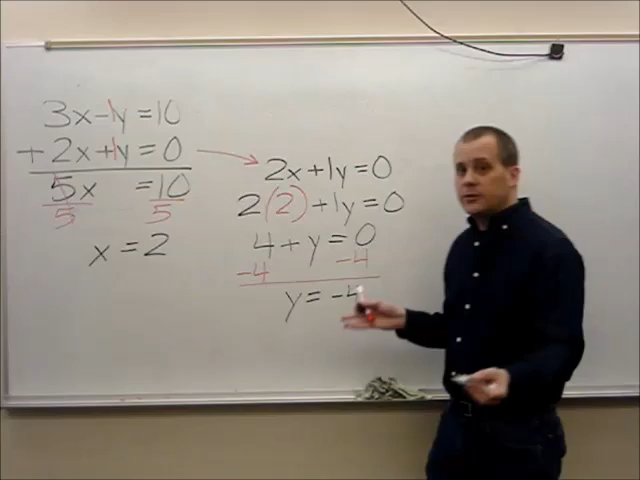 3x-1y=10
+ 2x+1y=0
5x =10
5 5
x=2
2x+1y=0
2(2)+1y=0
4+y=0
-4 -4
y=-4